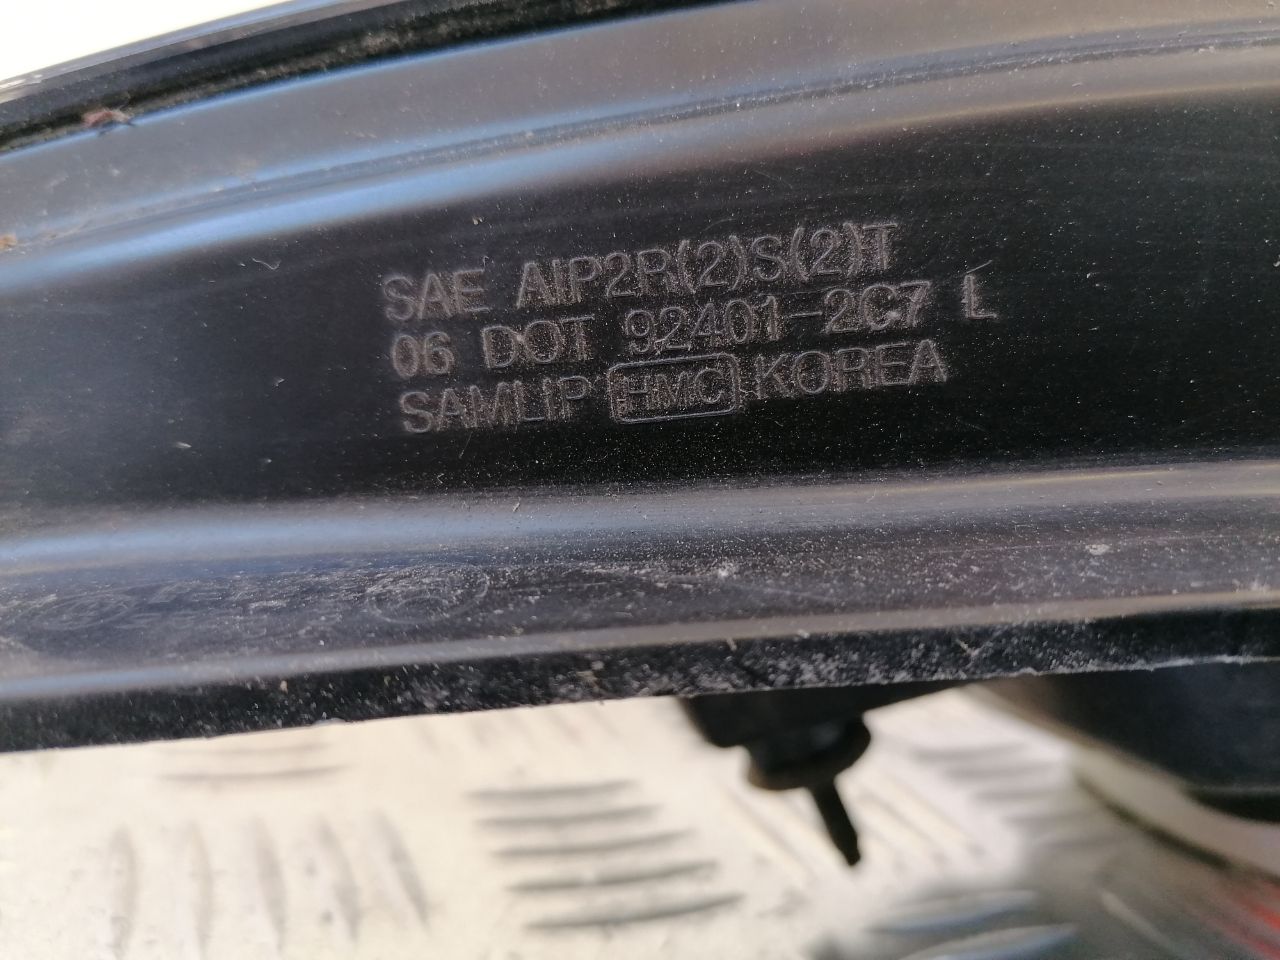 SAE AIP2R(2)S(2)T
06 DOT 92401-2C7 L
SAMLIP HMC KOREA